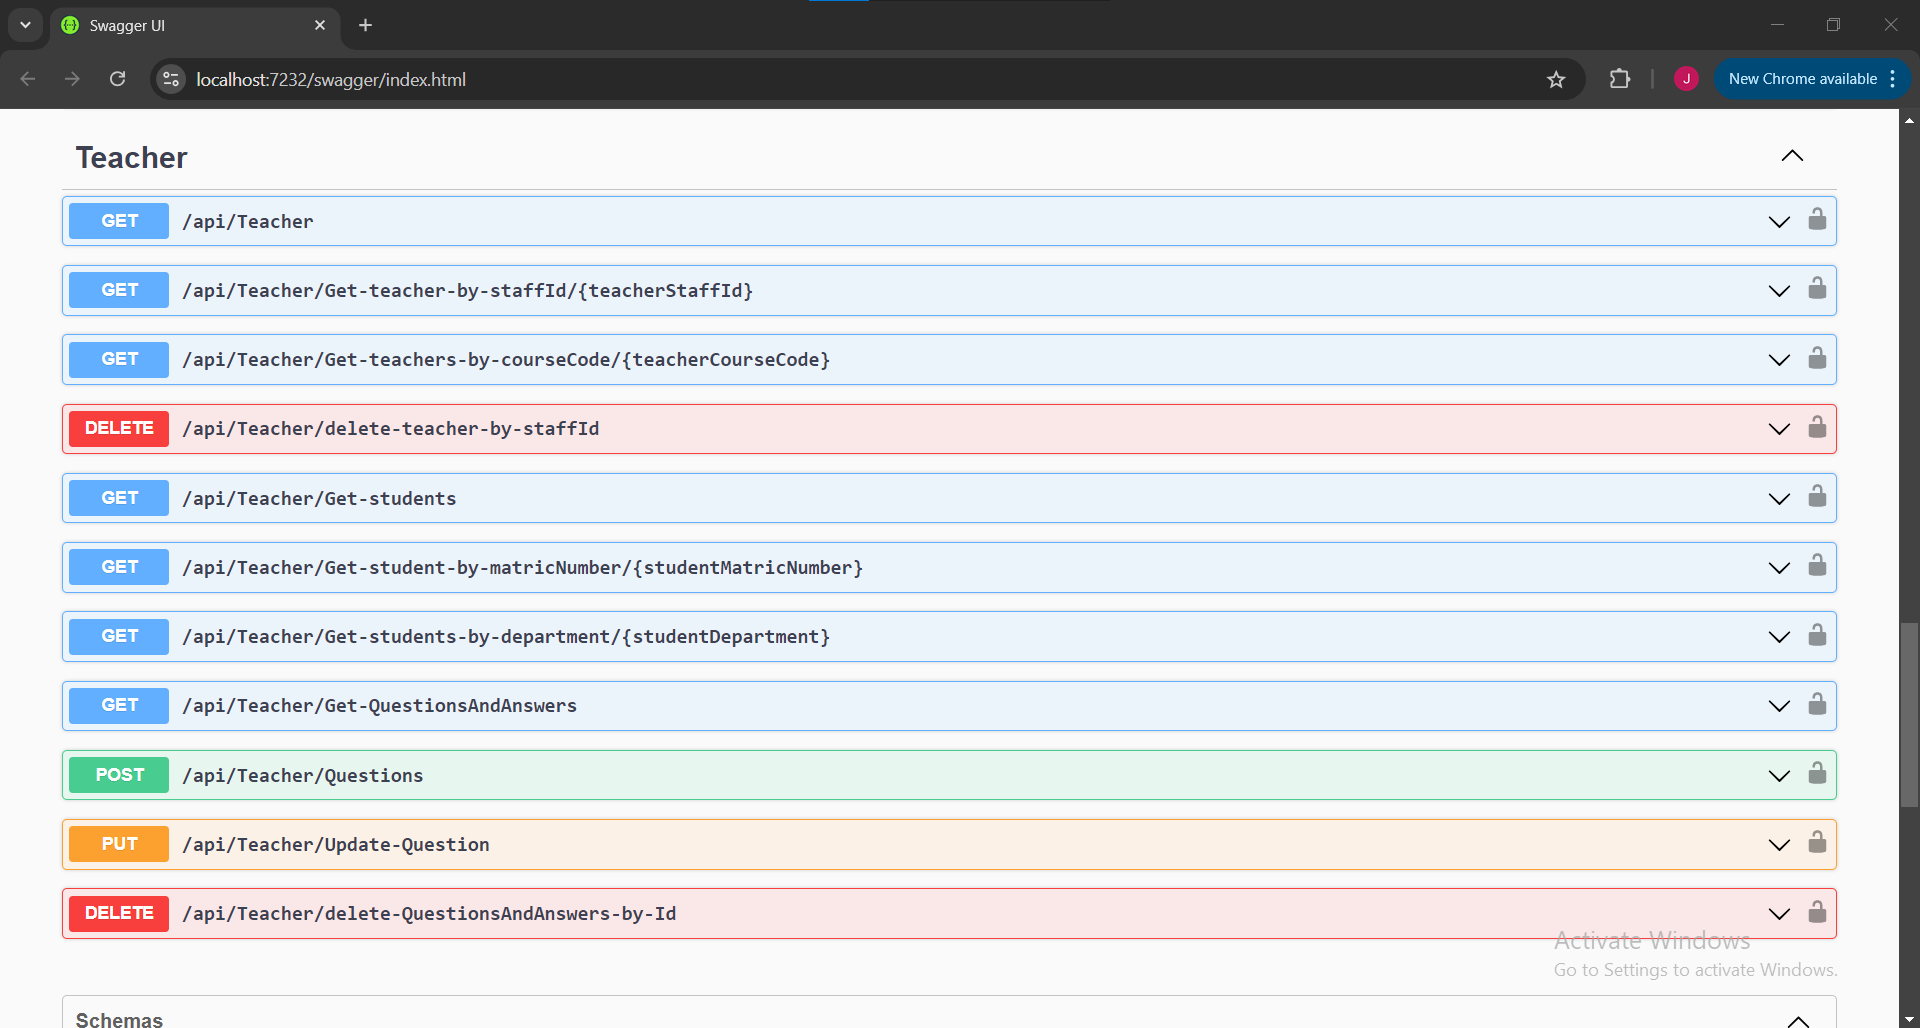 Swagger UI
localhost:7232/swagger/index.html
J
New Chrome available
Teacher
GET /api/Teacher
GET /api/Teacher/Get-teacher-by-staffId/{teacherStaffId}
GET /api/Teacher/Get-teachers-by-courseCode/{teacherCourseCode}
DELETE /api/Teacher/delete-teacher-by-staffId
GET /api/Teacher/Get-students
GET /api/Teacher/Get-student-by-matricNumber/{studentMatricNumber}
GET /api/Teacher/Get-students-by-department/{studentDepartment}
GET /api/Teacher/Get-QuestionsAndAnswers
POST /api/Teacher/Questions
PUT /api/Teacher/Update-Question
DELETE /api/Teacher/delete-QuestionsAndAnswers-by-Id
Activate Windows
Go to Settings to activate Windows.
Schemas